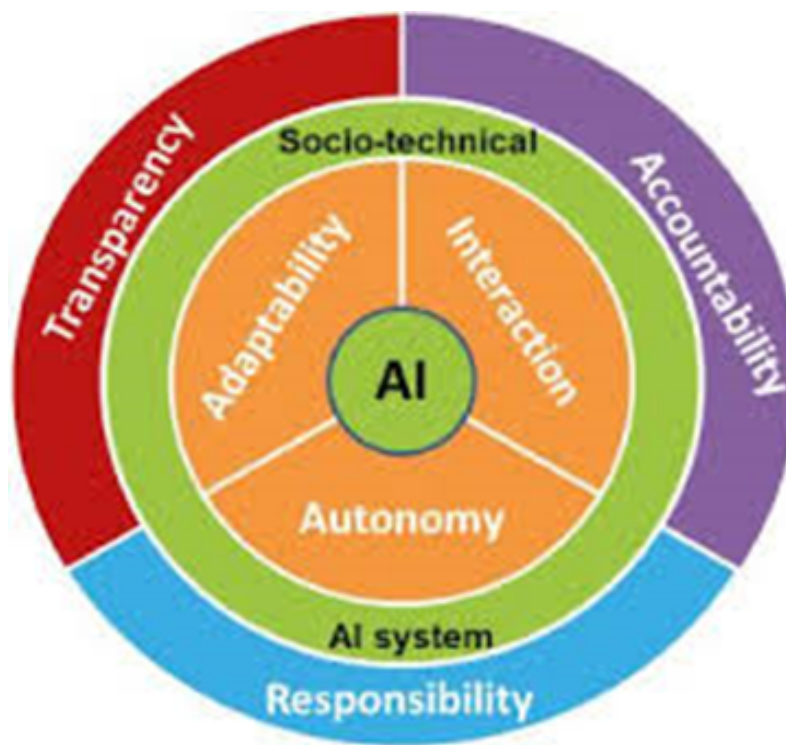 Transparency
Accountability
Socio-technical
Adaptability
Interaction
AI
Autonomy
AI system
Responsibility